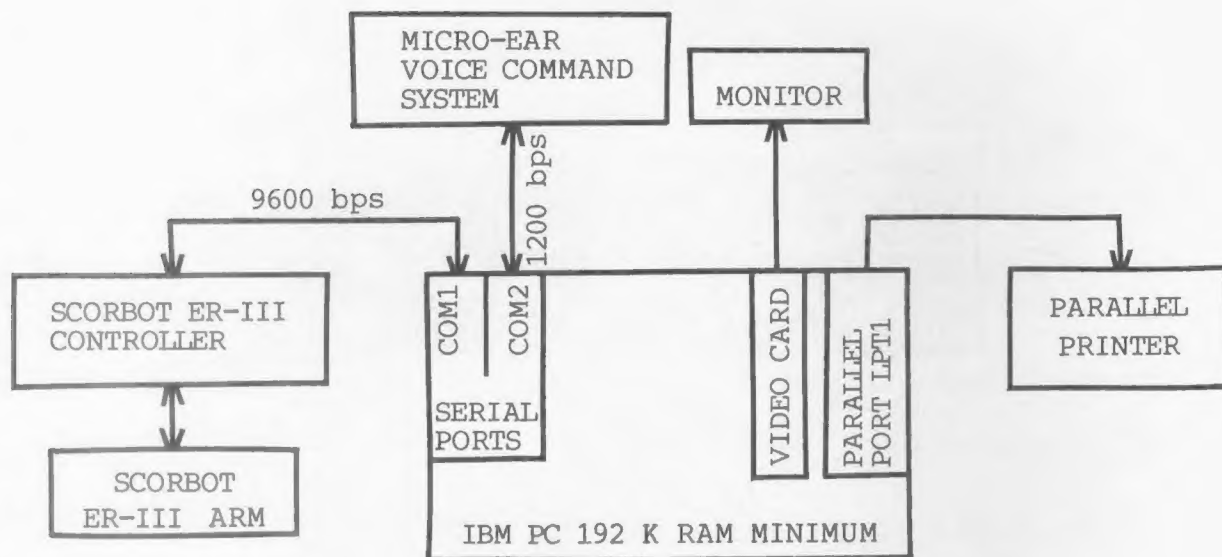 MICRO-EAR
VOICE COMMAND
SYSTEM
MONITOR
9600 bps
1200 bps
SCORBOT ER-III
CONTROLLER
COM1
COM2
SERIAL
PORTS
VIDEO CARD
PARALLEL
PORT LPT1
PARALLEL
PRINTER
SCORBOT
ER-III ARM
IBM PC 192 K RAM MINIMUM